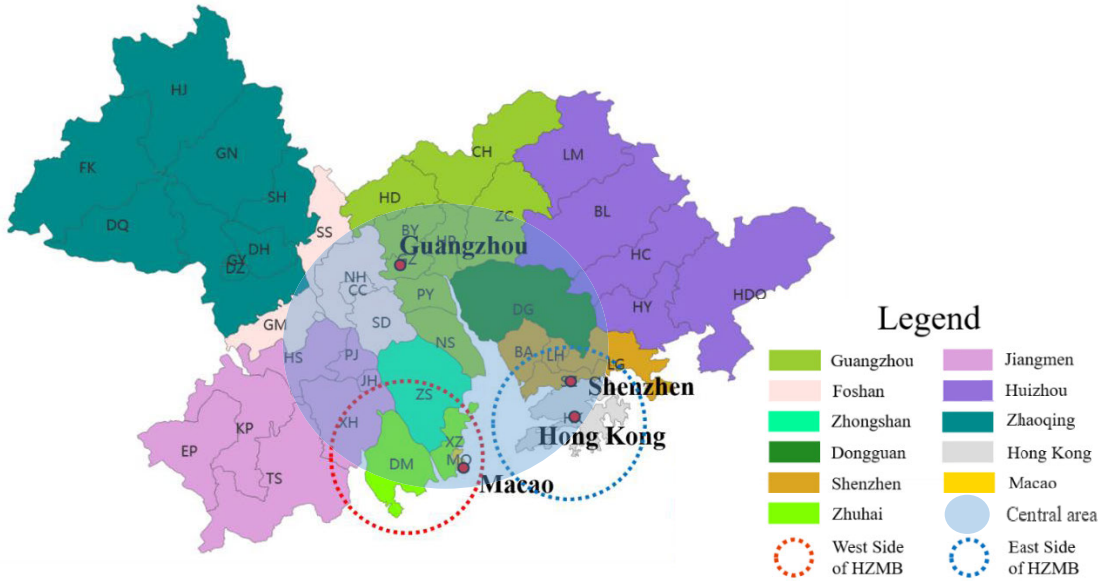 HJ
CH
LM
FK
GN
HD
SH
ZC
BL
DQ
SS
BY
HP
DH
Guangzhou
GZ
HC
GY
DZ
NH
CC
PY
HDO
DG
HY
GM
SD
NS
BA
LH
HS
PJ
LG
JH
ZS
Shenzhen
XH
KP
Hong Kong
EP
XZ
DM
MO
TS
Macao
Legend
Guangzhou
Jiangmen
Foshan
Huizhou
Zhongshan
Zhaoqing
Dongguan
Hong Kong
Shenzhen
Macao
Zhuhai
Central area
West Side
of HZMB
East Side
of HZMB